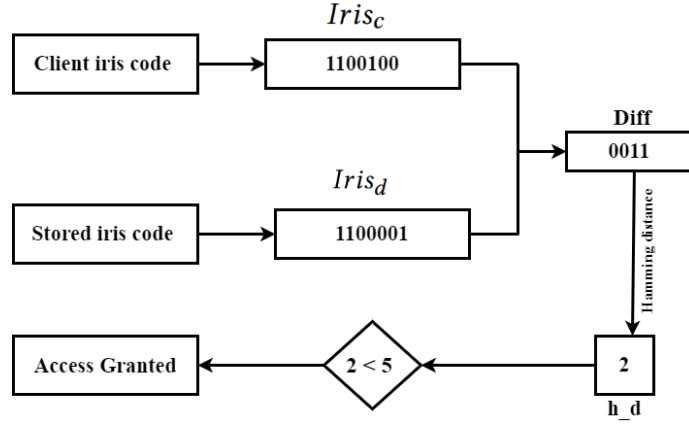 Iris_c
Client iris code
1100100
Diff
0011
Iris_d
Stored iris code
1100001
Hamming distance
Access Granted
2 < 5
2
h_d